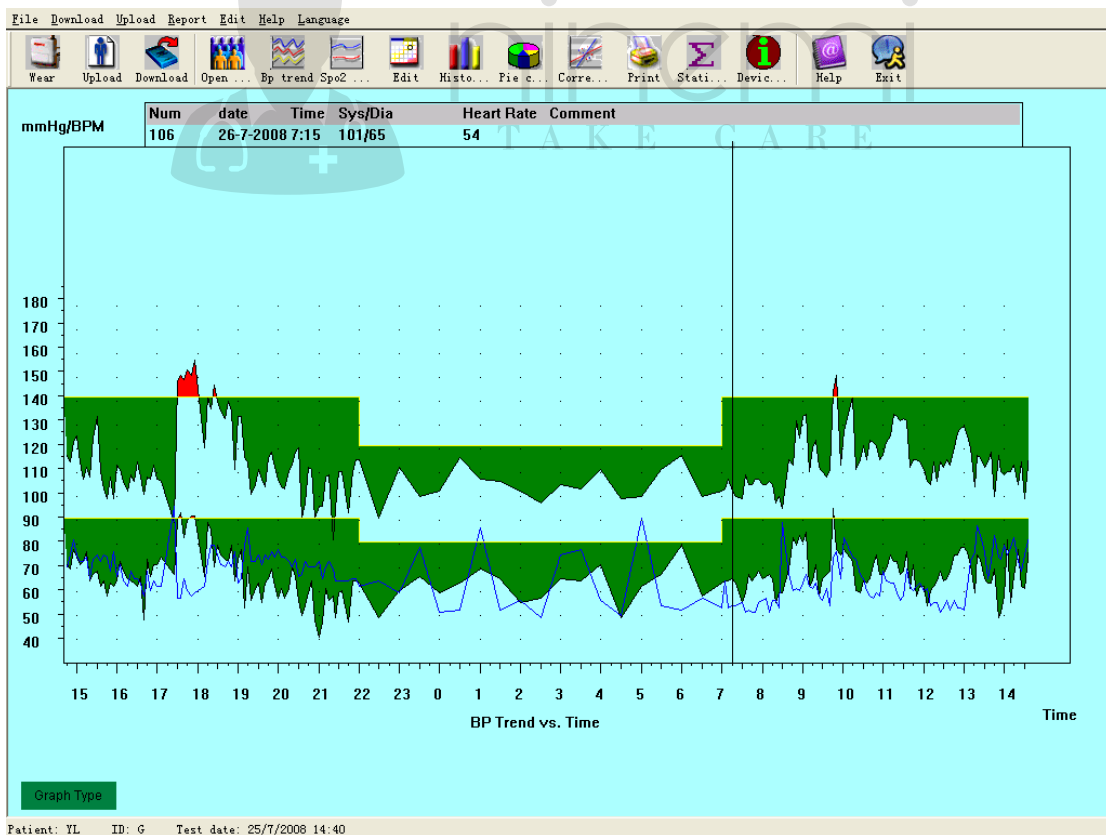 File Download Upload Report Edit Help Language
Wear Upload Download Open ... Bp trend Spo2 ... Edit Histo... Pie c... Corre... Print Stati... Devic... Help Exit
mmHg/BPM
Num date Time Sys/Dia Heart Rate Comment
106 26-7-2008 7:15 101/65 54
TAKE CARE
180
170
160
150
140
130
120
110
100
90
80
70
60
50
40
15 16 17 18 19 20 21 22 23 0 1 2 3 4 5 6 7 8 9 10 11 12 13 14
Time
BP Trend vs. Time
Graph Type
Patient: YL ID: G Test date: 25/7/2008 14:40